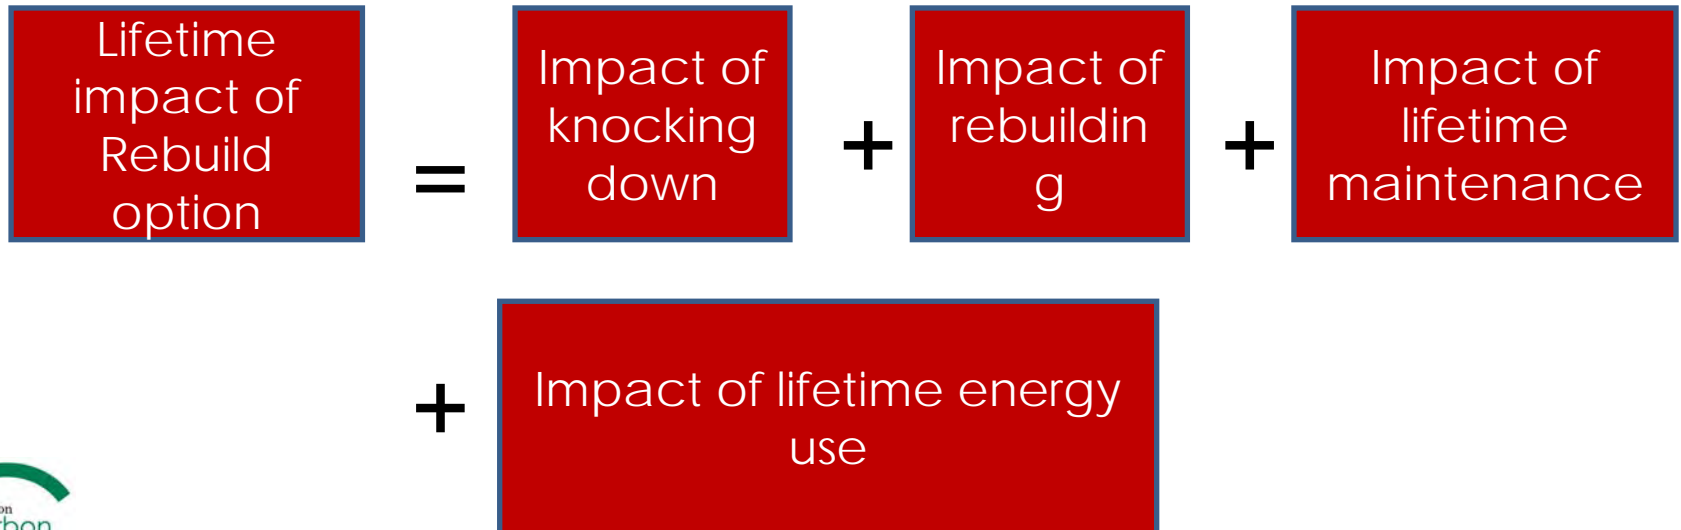 Lifetime
impact of
Rebuild
option
=
Impact of
knocking
down
+
Impact of
rebuildin
g
+
Impact of
lifetime
maintenance
+
Impact of lifetime energy
use